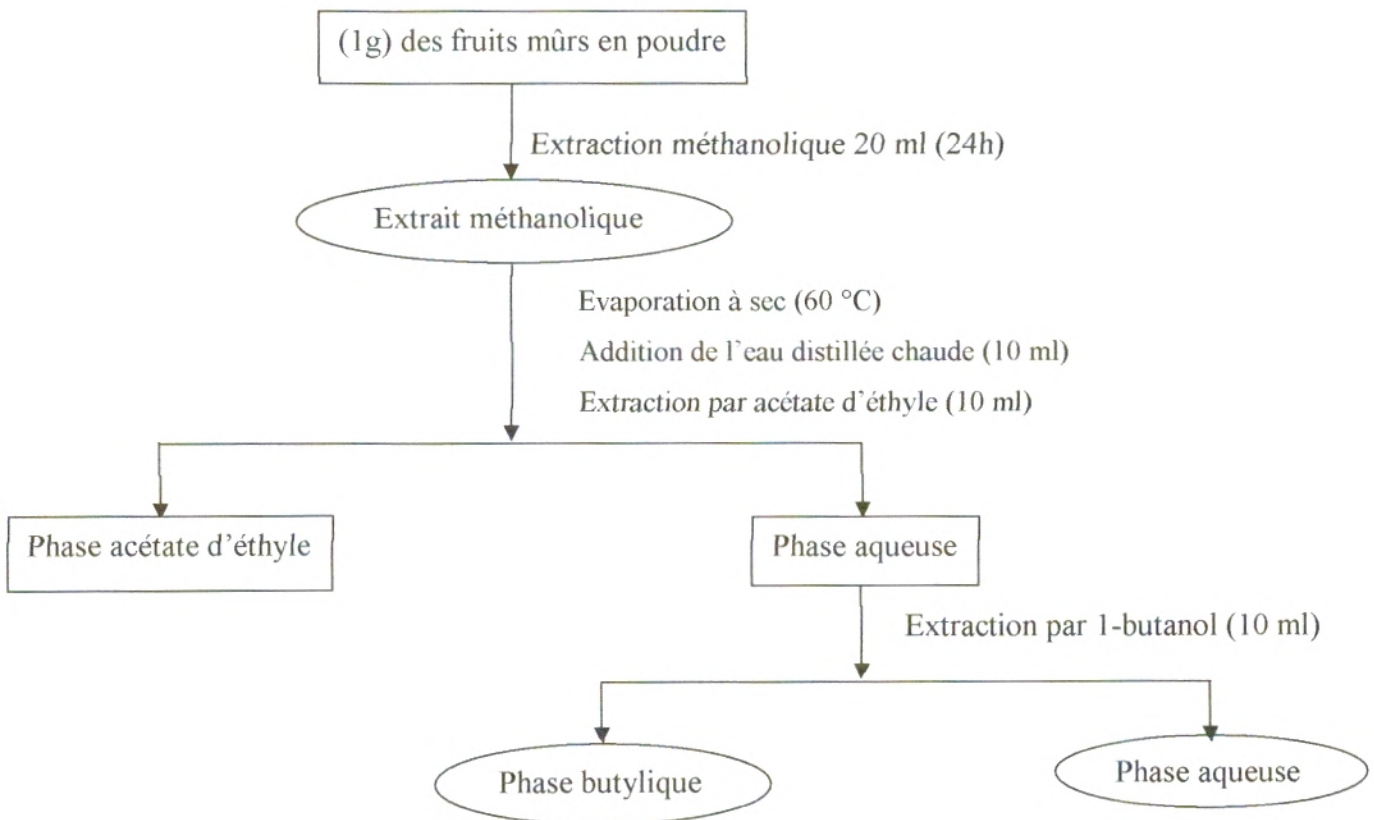 (1g) des fruits mûrs en poudre
Extraction méthanolique 20 ml (24h)
Extrait méthanolique
Evaporation à sec (60 °C)
Addition de l'eau distillée chaude (10 ml)
Extraction par acétate d'éthyle (10 ml)
Phase acétate d'éthyle
Phase aqueuse
Extraction par 1-butanol (10 ml)
Phase butylique
Phase aqueuse